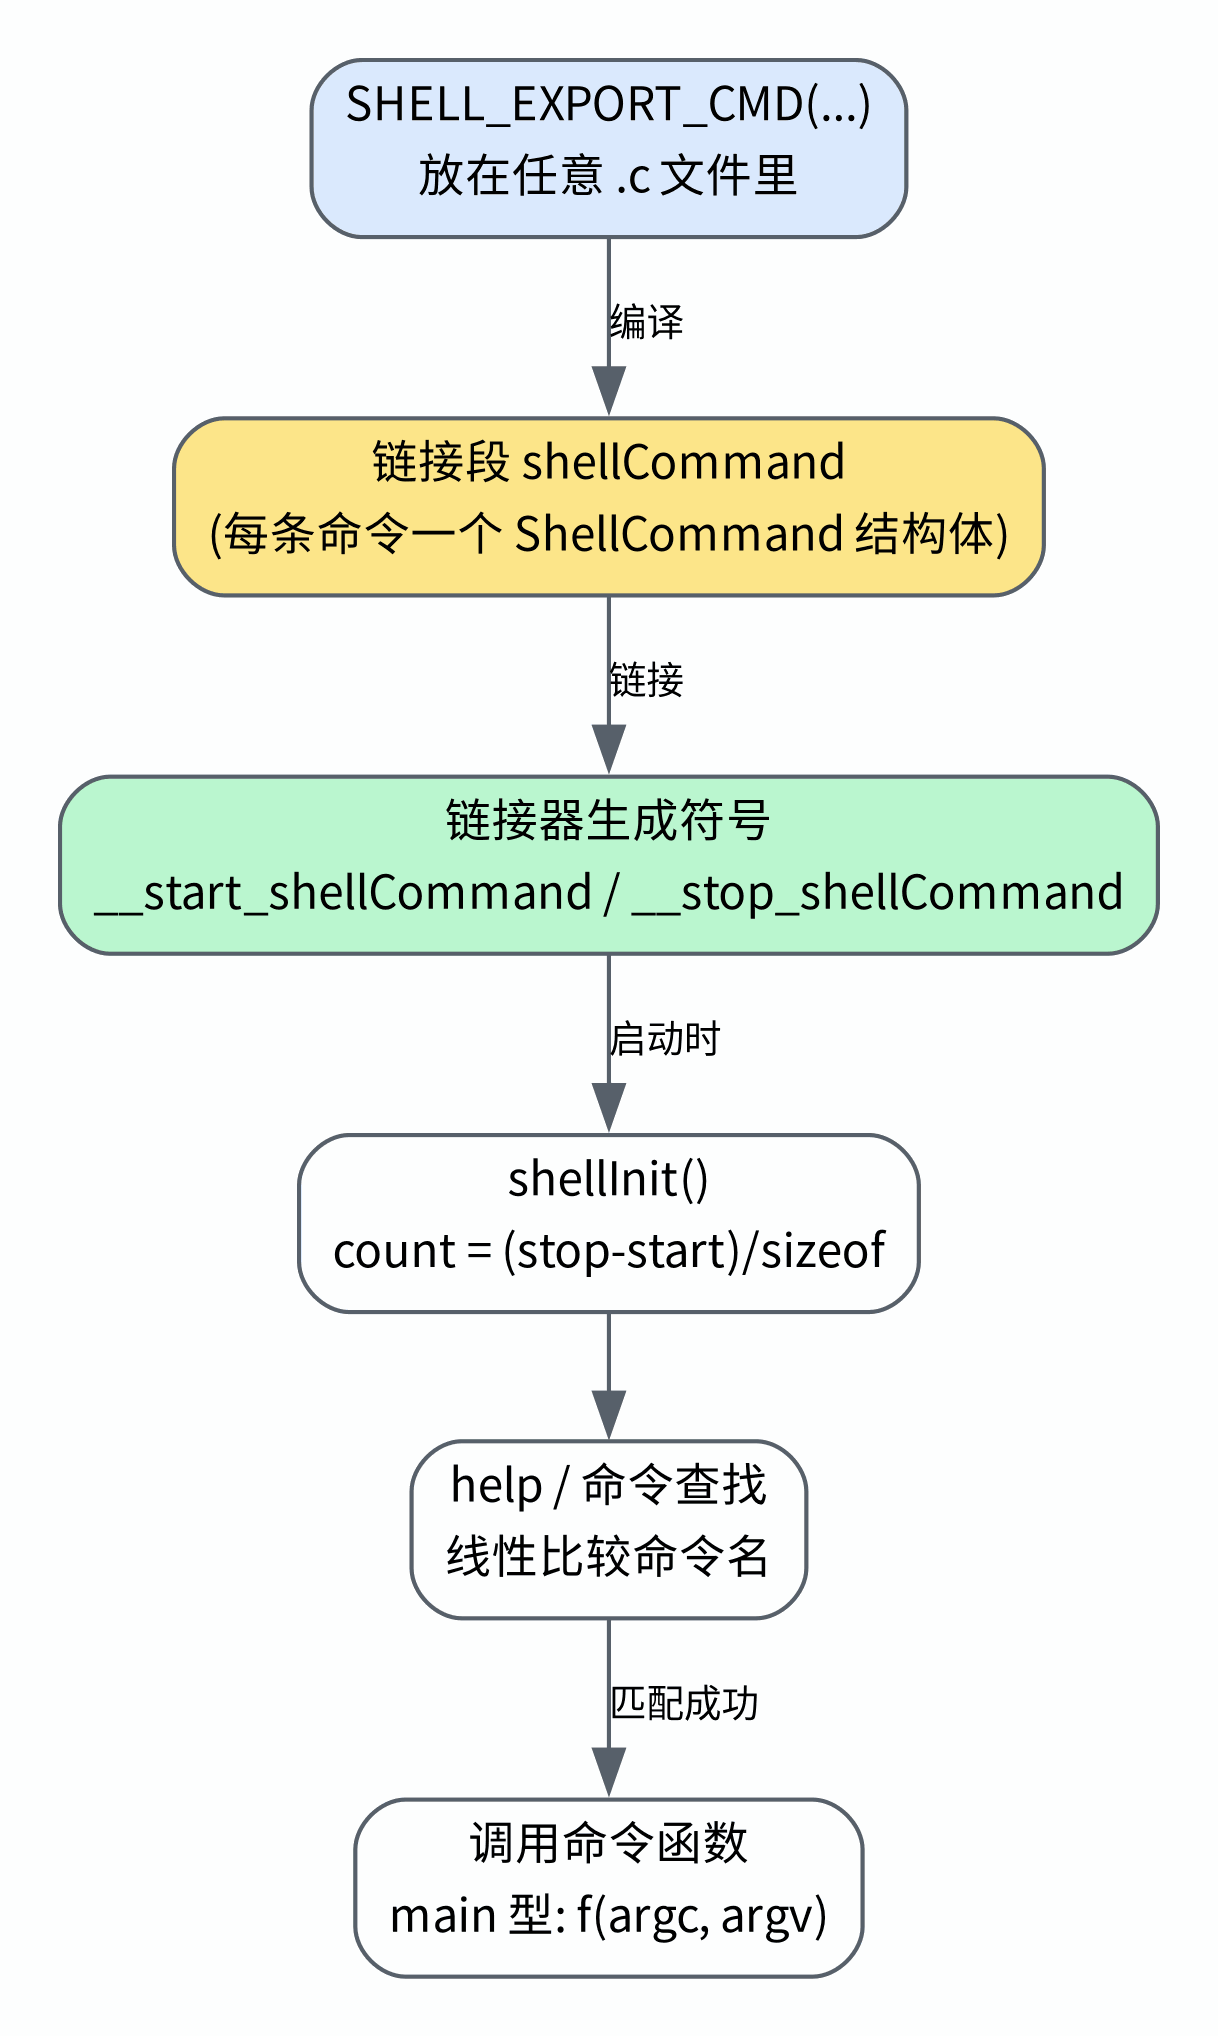 SHELL_EXPORT_CMD(...)
放在任意 .c 文件里
编译
链接段 shellCommand
(每条命令一个 ShellCommand 结构体)
链接
链接器生成符号
__start_shellCommand / __stop_shellCommand
启动时
shellInit()
count = (stop-start)/sizeof
help / 命令查找
线性比较命令名
匹配成功
调用命令函数
main 型: f(argc, argv)